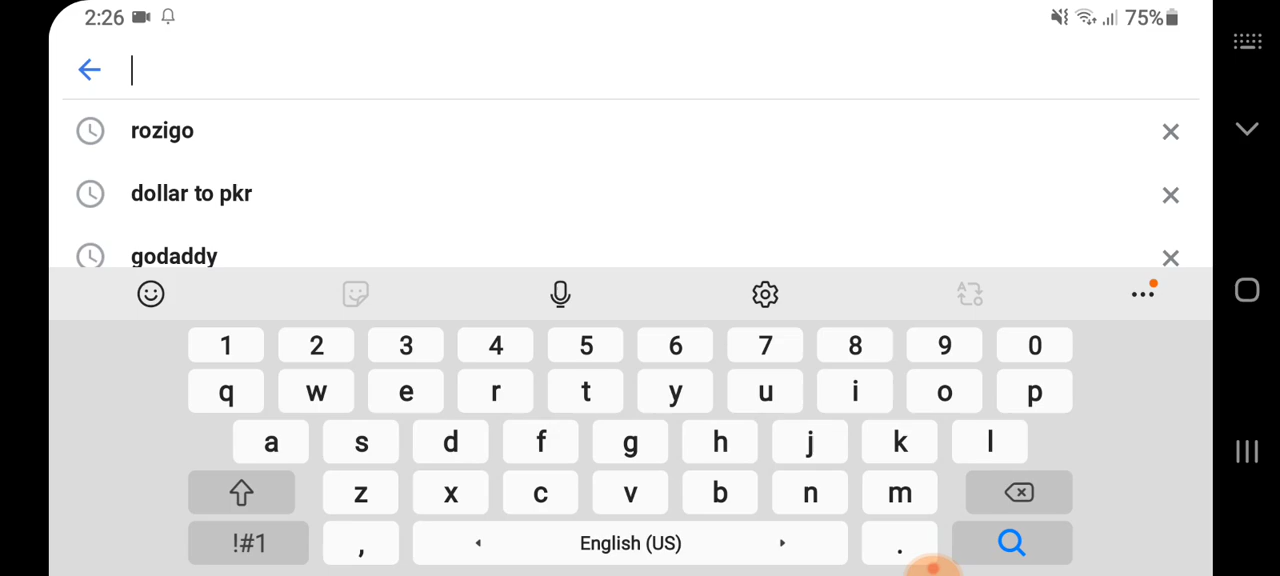 2:26 75%
rozigo
dollar to pkr
godaddy
1 2 3 4 5 6 7 8 9 0
q w e r t y u i o p
a s d f g h j k l
z x c v b n m
!#1 , English (US) .